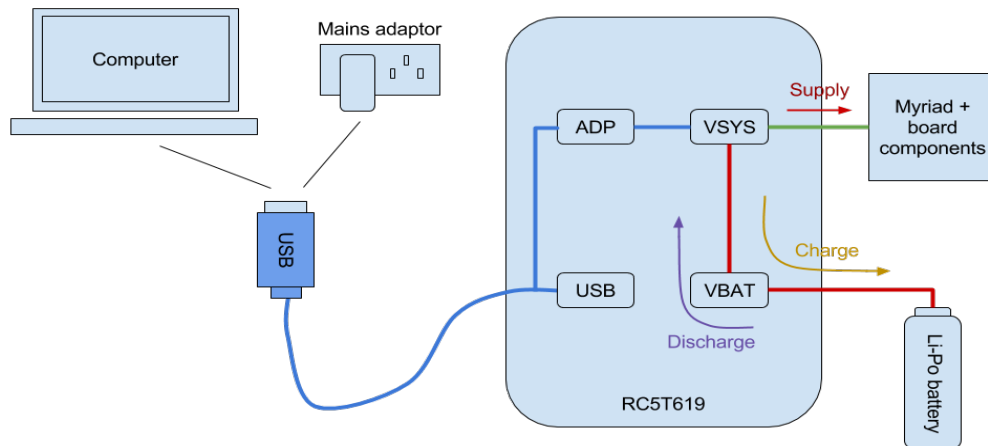 Computer
Mains adaptor
USB
ADP
VSYS
Supply
Myriad +
board
components
USB
VBAT
Charge
Discharge
Li-Po battery
RC5T619